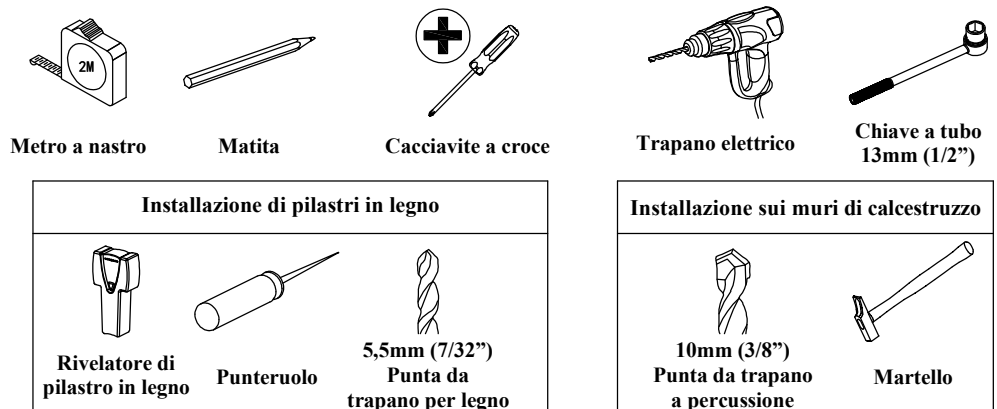 2M
Metro a nastro
Matita
Cacciavite a croce
Trapano elettrico
Chiave a tubo
13mm (1/2”)
Installazione di pilastri in legno
Rivelatore di
pilastro in legno
Punteruolo
5,5mm (7/32”)
Punta da
trapano per legno
Installazione sui muri di calcestruzzo
10mm (3/8”)
Punta da trapano
a percussione
Martello